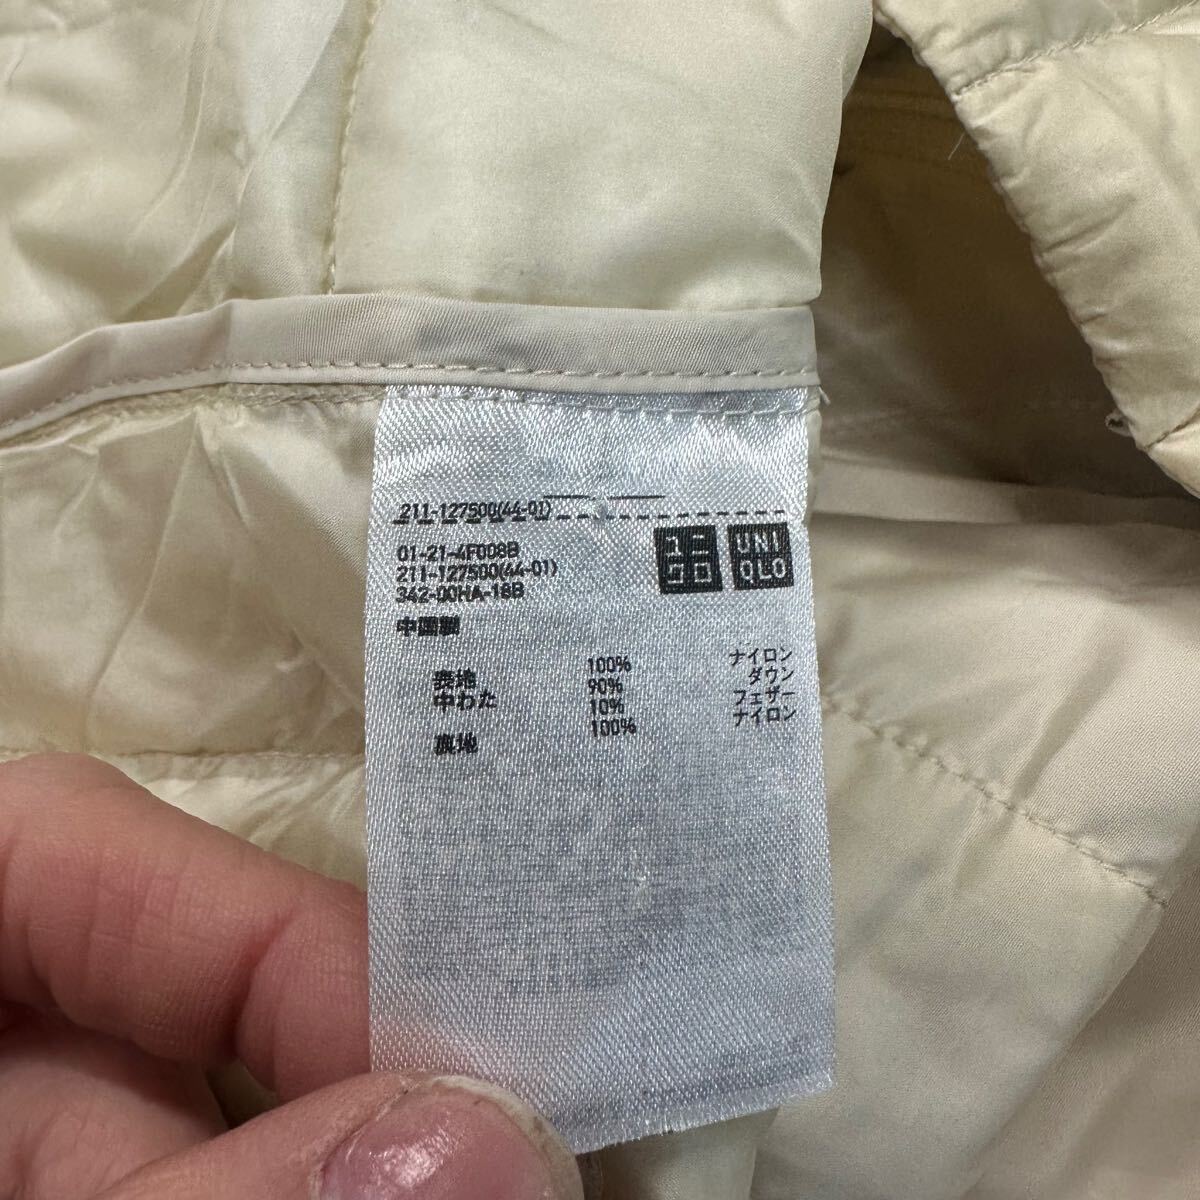 211-127500(44-01)
01-21-4F008B
211-127500(44-01)
342-00HA-18B
ユニ クロ
UNI QLO
中国製
表地 100% ナイロン
中わた 90% ダウン
10% フェザー
裏地 100% ナイロン